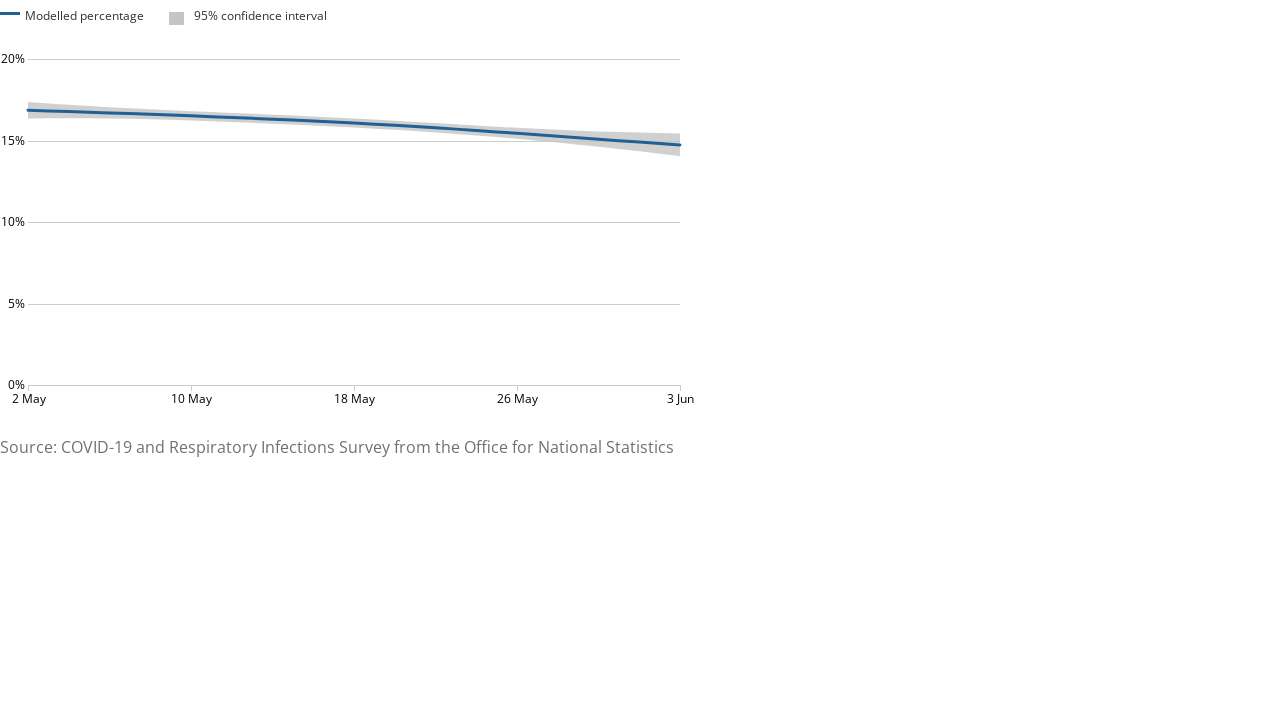 Modelled percentage 95% confidence interval
20%
15%
10%
5%
0%
2 May 10 May 18 May 26 May 3 Jun
Source: COVID-19 and Respiratory Infections Survey from the Office for National Statistics